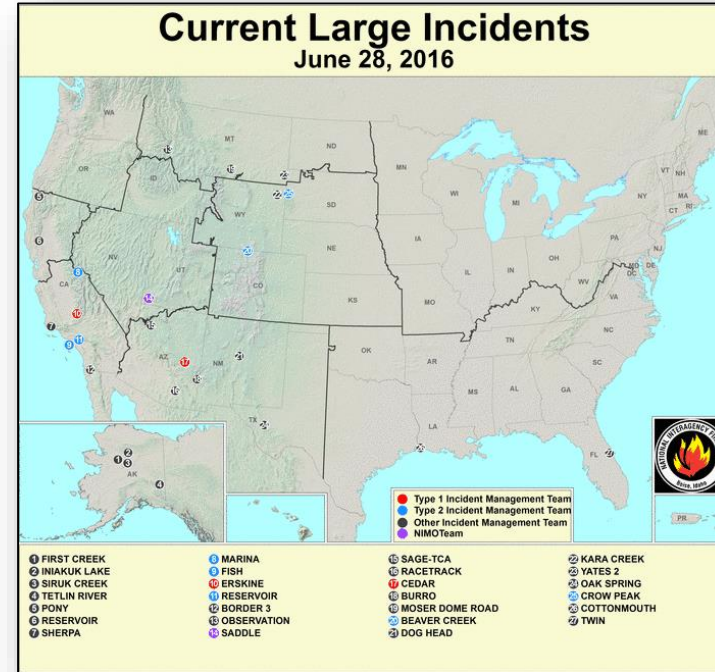 Current Large Incidents
June 28, 2016
WA
MT
ND
MN
ME
OR
ID
WY
SD
WI
MI
VT
NH
NY
MA
CT
RI
NV
UT
CO
NE
IA
IL
IN
OH
PA
NJ
MD
DE
DC
WV
VA
CA
KS
MO
KY
AZ
NM
OK
AR
TN
NC
SC
TX
LA
MS
AL
GA
FL
AK
PR
NATIONAL INTERAGENCY
Boise, Idaho
Type 1 Incident Management Team
Type 2 Incident Management Team
Other Incident Management Team
NIMOTeam
1 FIRST CREEK
2 INIAKUK LAKE
3 SIRUK CREEK
4 TETLIN RIVER
5 PONY
6 RESERVOIR
7 SHERPA
8 MARINA
9 FISH
10 ERSKINE
11 RESERVOIR
12 BORDER 3
13 OBSERVATION
14 SADDLE
15 SAGE-TCA
16 RACETRACK
17 CEDAR
18 BURRO
19 MOSER DOME ROAD
20 BEAVER CREEK
21 DOG HEAD
22 KARA CREEK
23 YATES 2
24 OAK SPRING
25 CROW PEAK
26 COTTONMOUTH
27 TWIN